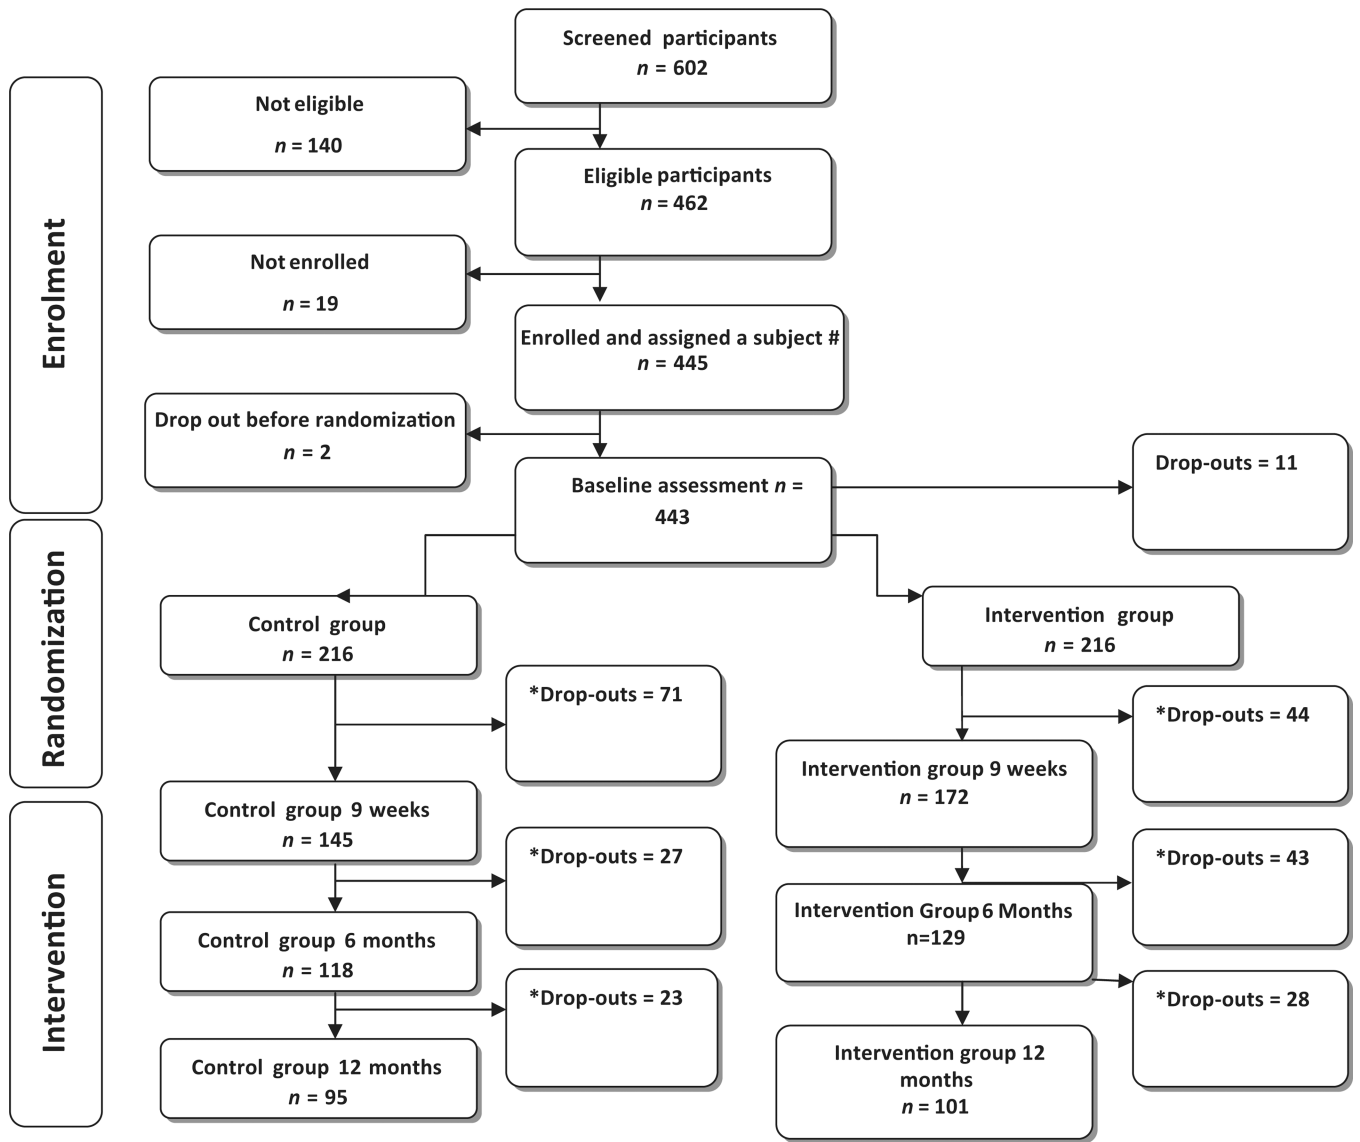 Screened participants
n = 602
Not eligible
n = 140
Eligible participants
n = 462
Enrolment
Not enrolled
n = 19
Enrolled and assigned a subject #
n = 445
Drop out before randomization
n = 2
Baseline assessment n =
443
Drop-outs = 11
Randomization
Control group
n = 216
Intervention group
n = 216
*Drop-outs = 71
*Drop-outs = 44
Control group 9 weeks
n = 145
Intervention group 9 weeks
n = 172
Intervention
*Drop-outs = 27
*Drop-outs = 43
Control group 6 months
n = 118
Intervention Group 6 Months
n=129
*Drop-outs = 23
*Drop-outs = 28
Control group 12 months
n = 95
Intervention group 12
months
n = 101